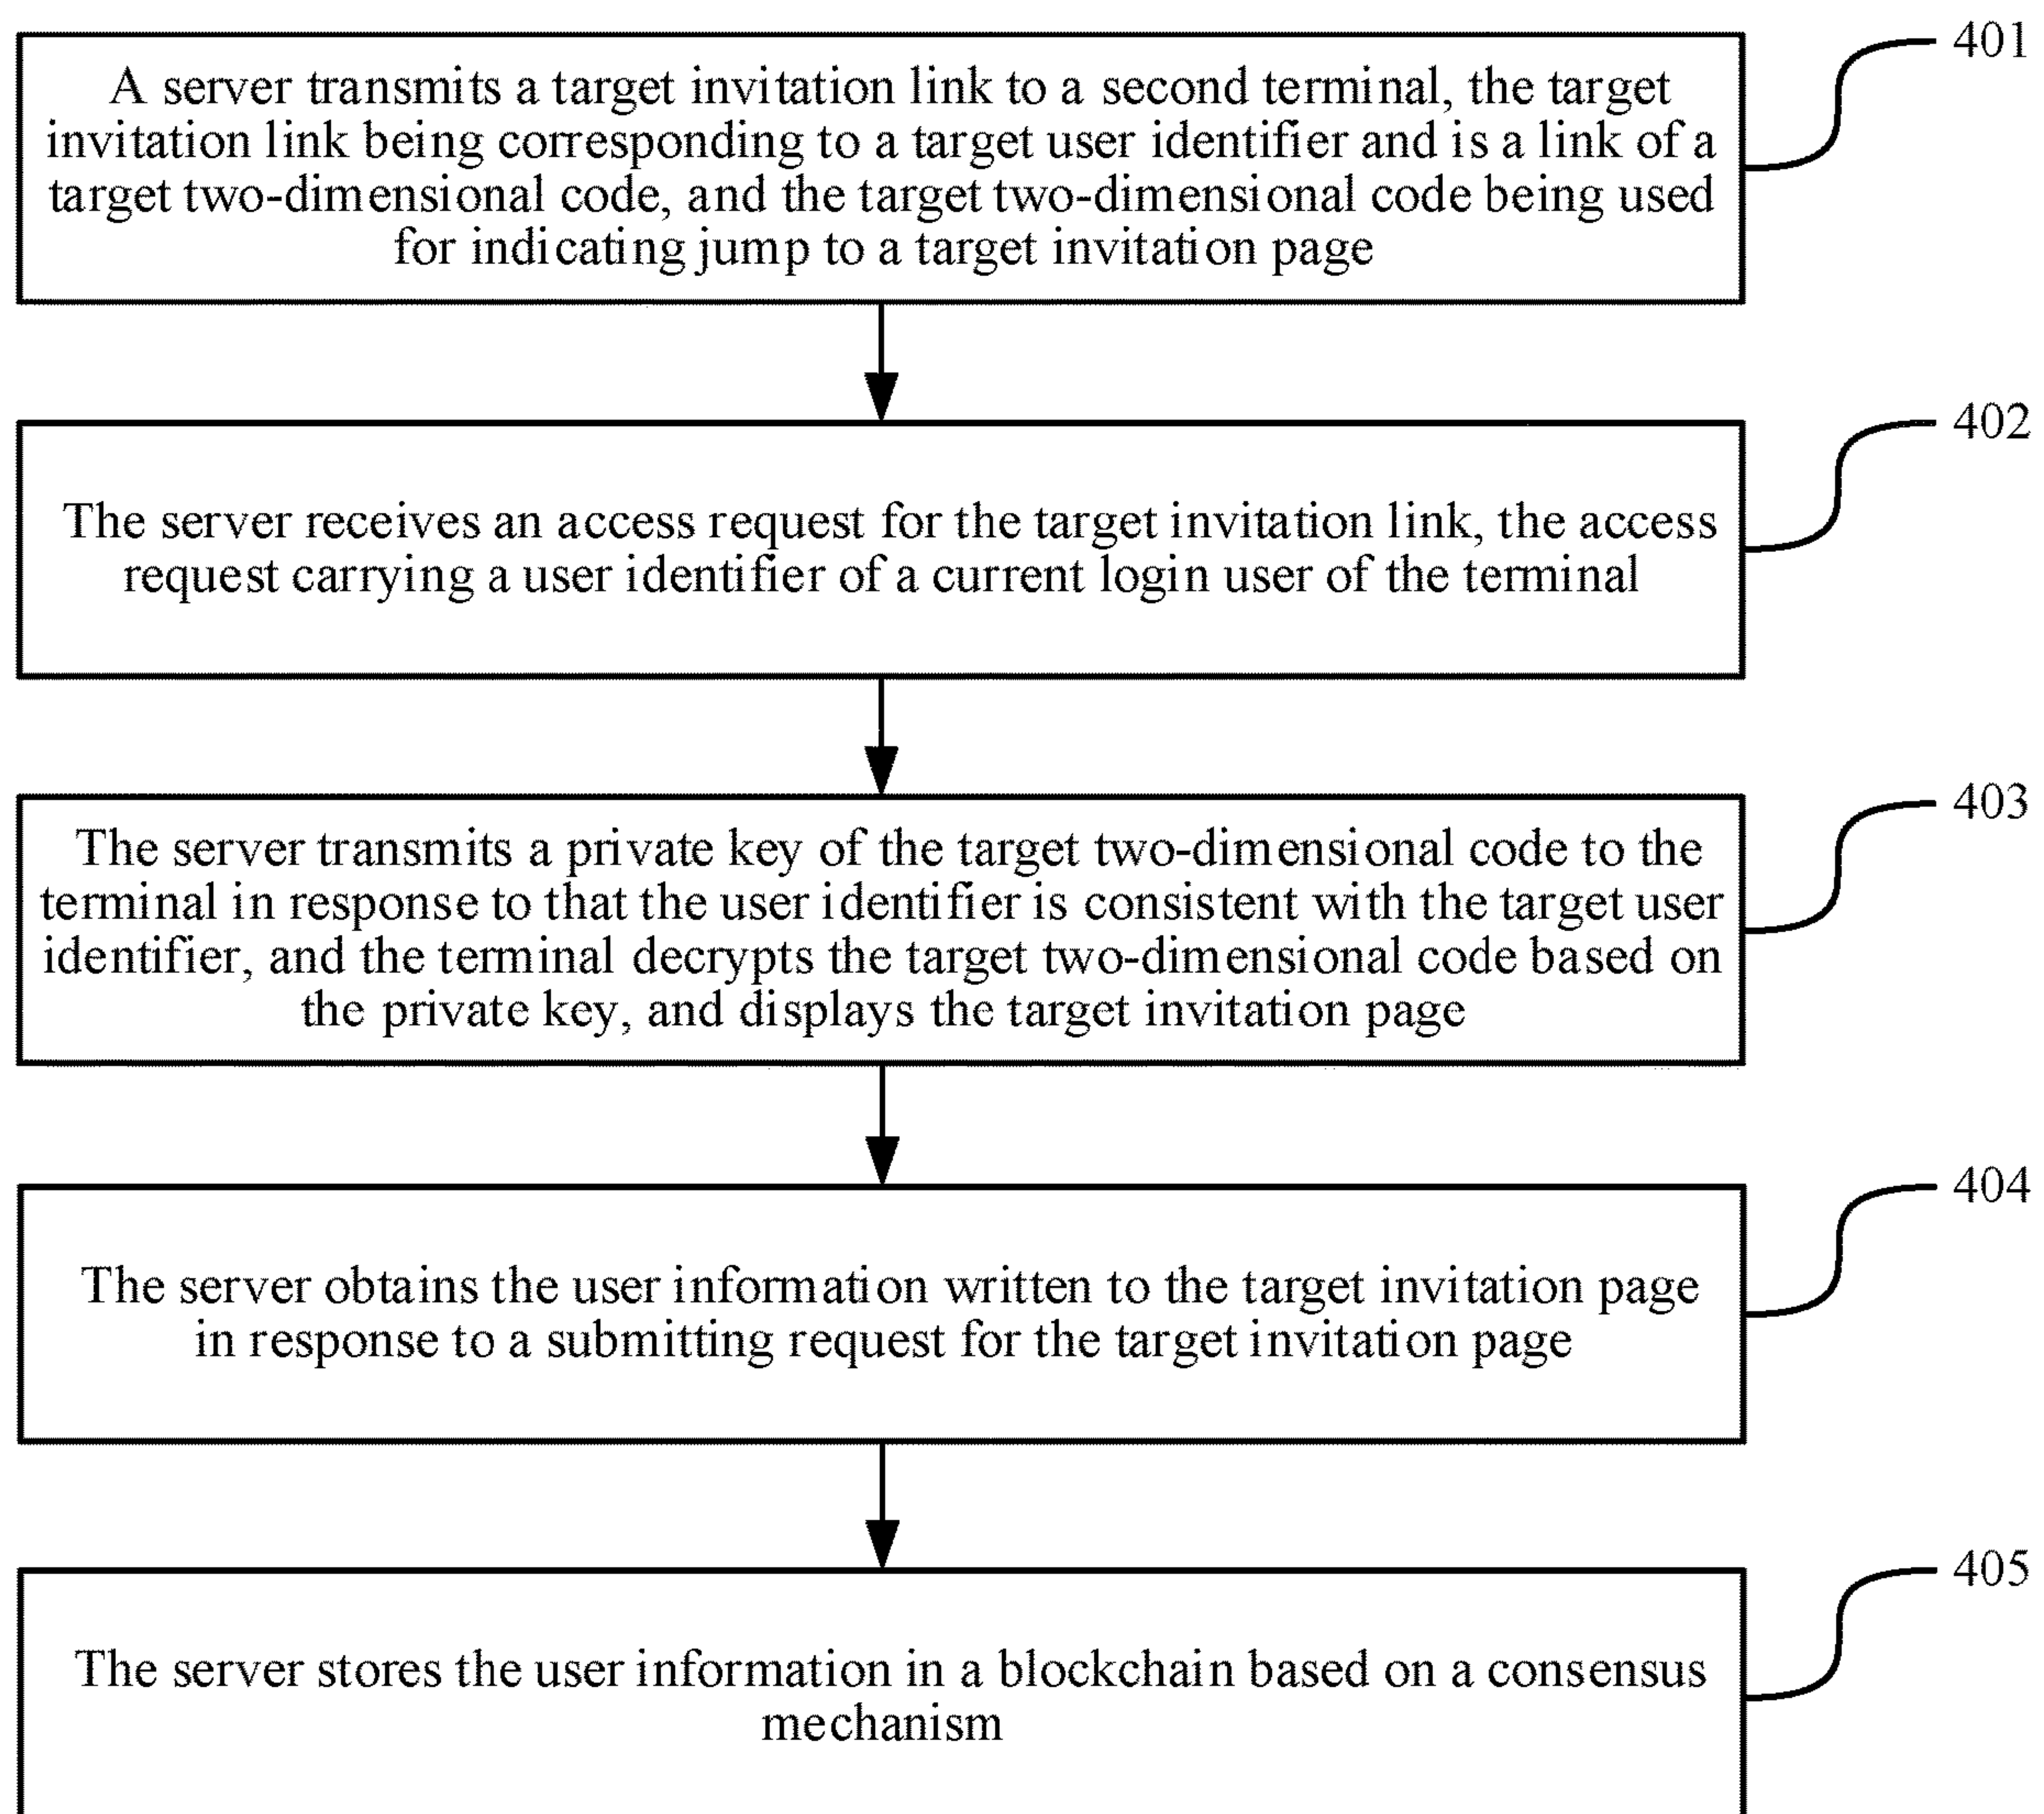 401
A server transmits a target invitation link to a second terminal, the target
invitation link being corresponding to a target user identifier and is a link of a
target two-dimensional code, and the target two-dimensional code being used
for indicating jump to a target invitation page
402
The server receives an access request for the target invitation link, the access
request carrying a user identifier of a current login user of the terminal
403
The server transmits a private key of the target two-dimensional code to the
terminal in response to that the user identifier is consistent with the target user
identifier, and the terminal decrypts the target two-dimensional code based on
the private key, and displays the target invitation page
404
The server obtains the user information written to the target invitation page
in response to a submitting request for the target invitation page
405
The server stores the user information in a blockchain based on a consensus
mechanism